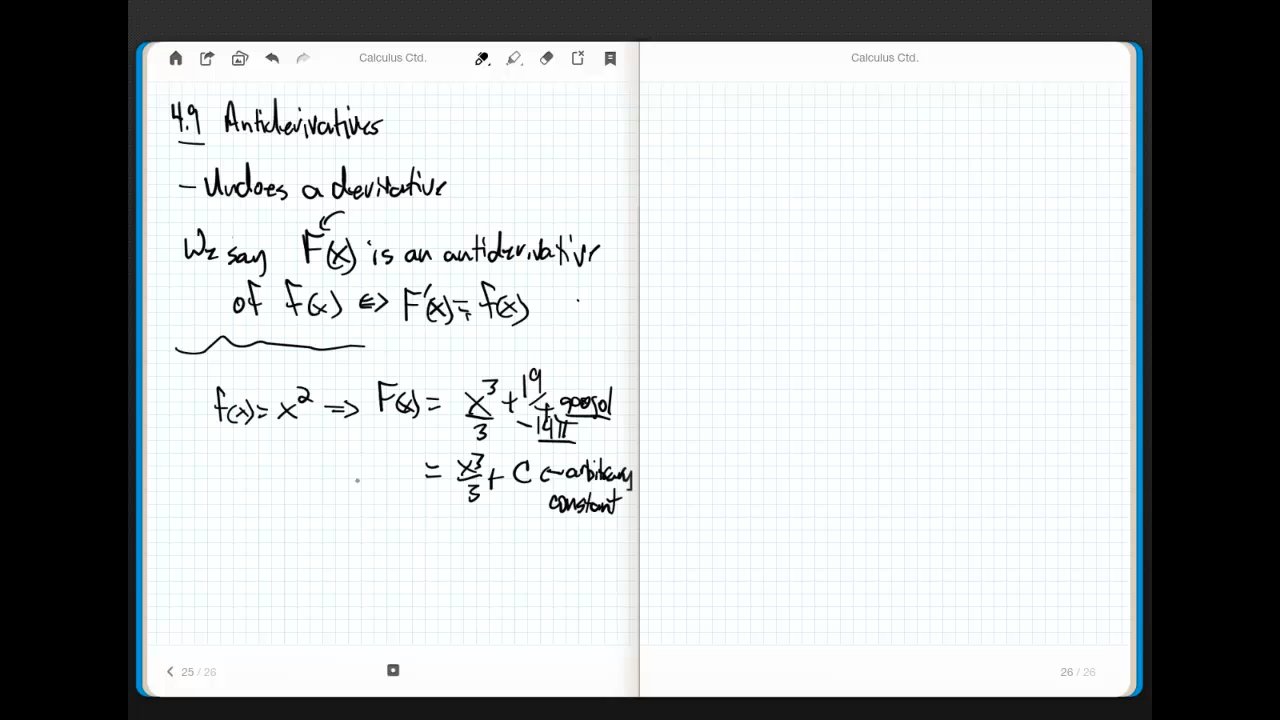 Calculus Ctd.
4.9 Antiderivatives
- Undoes a derivative
We say F(x) is an antiderivative
of f(x) ⇔ F'(x) = f(x)
f(x) = x² ⇒ F(x) = x³/3 + 19 + googol
- 14π
= x³/3 + C ← arbitrary
constant
25 / 26
Calculus Ctd.
26 / 26